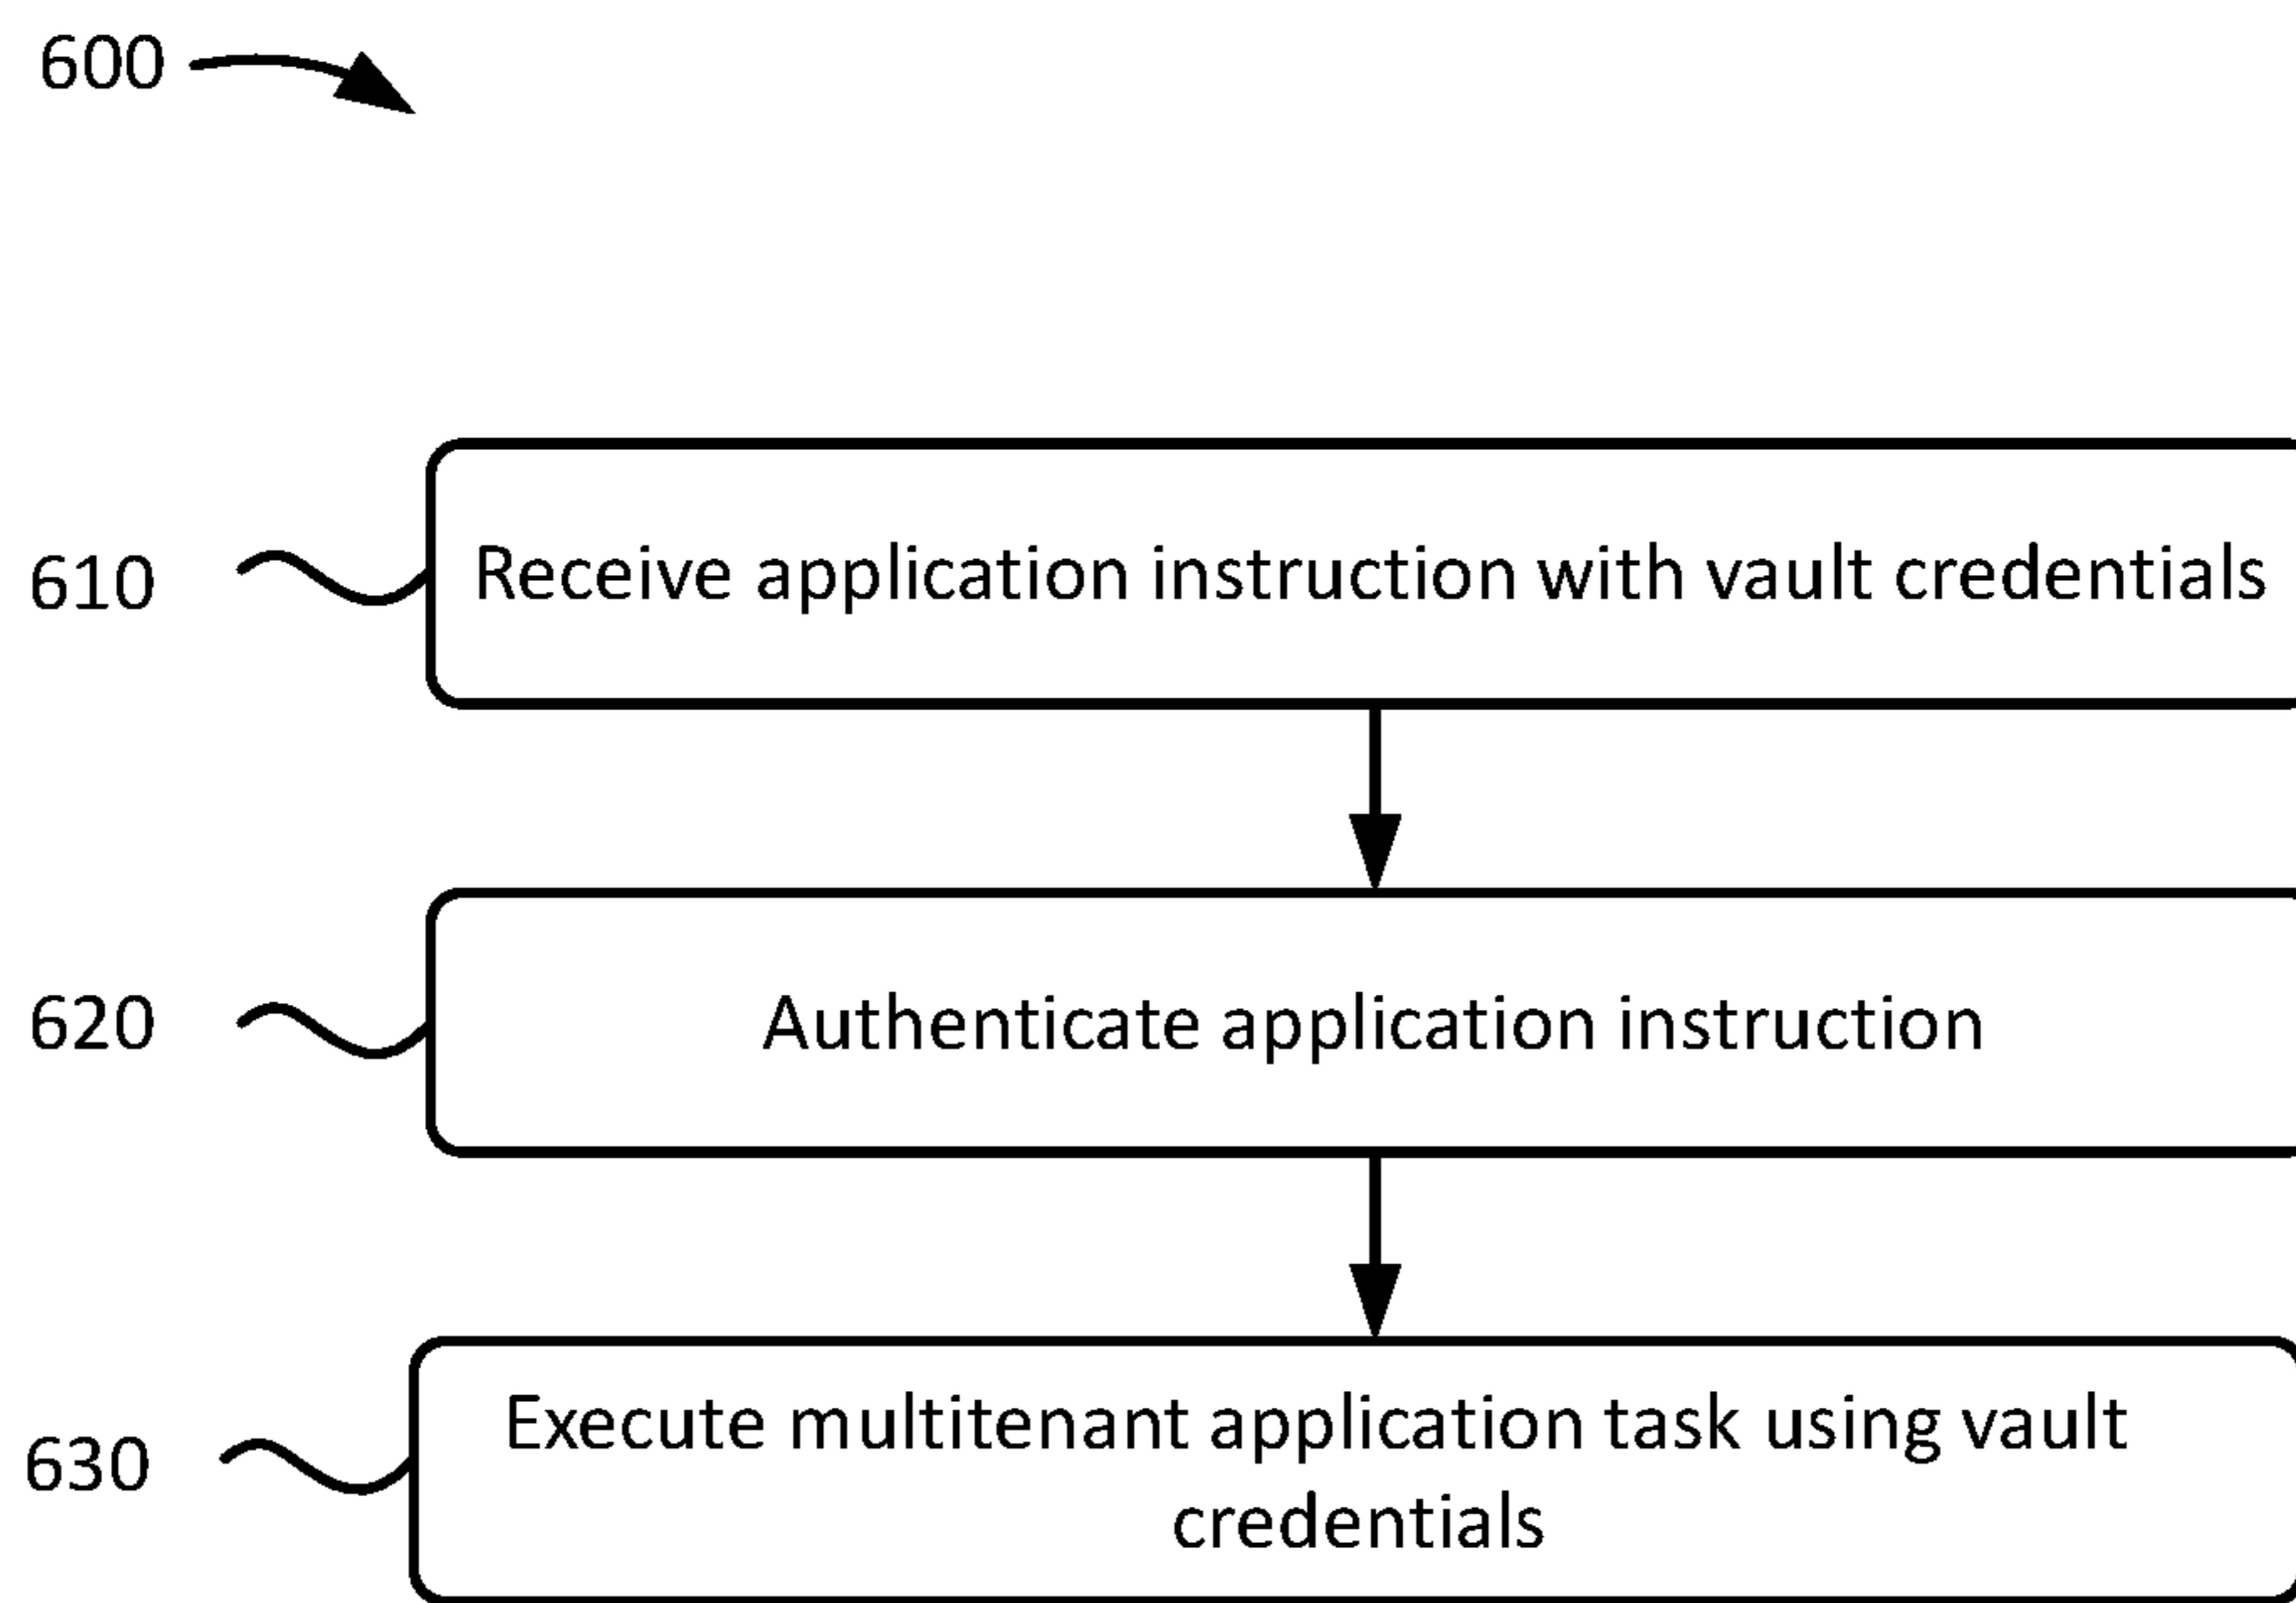 600
610
Receive application instruction with vault credentials
620
Authenticate application instruction
630
Execute multitenant application task using vault
credentials